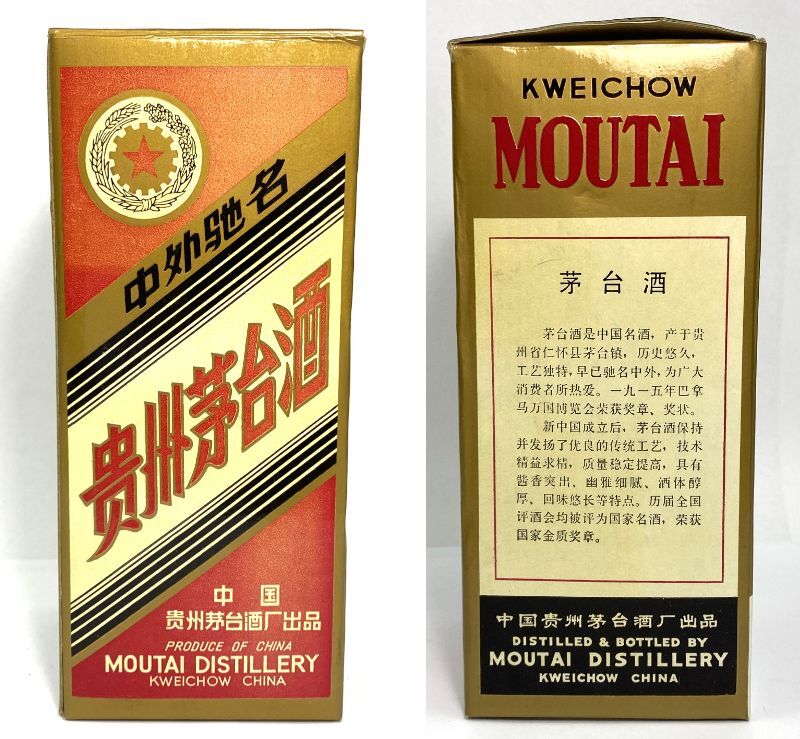 中外驰名
贵州茅台酒
中 国
贵州茅台酒厂出品
PRODUCE OF CHINA
MOUTAI DISTILLERY
KWEICHOW CHINA
KWEICHOW
MOUTAI
茅台酒
茅台酒是中国名酒，产于贵
州省仁怀县茅台镇，历史悠久，
工艺独特，早已驰名中外，为广大
消费者所热爱。一九一五年巴拿
马万国博览会荣获奖章、奖状。
新中国成立后，茅台酒保持
并发扬了优良的传统工艺，技术
精益求精，质量稳定提高，具有
酱香突出、幽雅细腻、酒体醇
厚、回味悠长等特点。历届全国
评酒会均被评为国家名酒，荣获
国家金质奖章。
中国贵州茅台酒厂出品
DISTILLED & BOTTLED BY
MOUTAI DISTILLERY
KWEICHOW CHINA